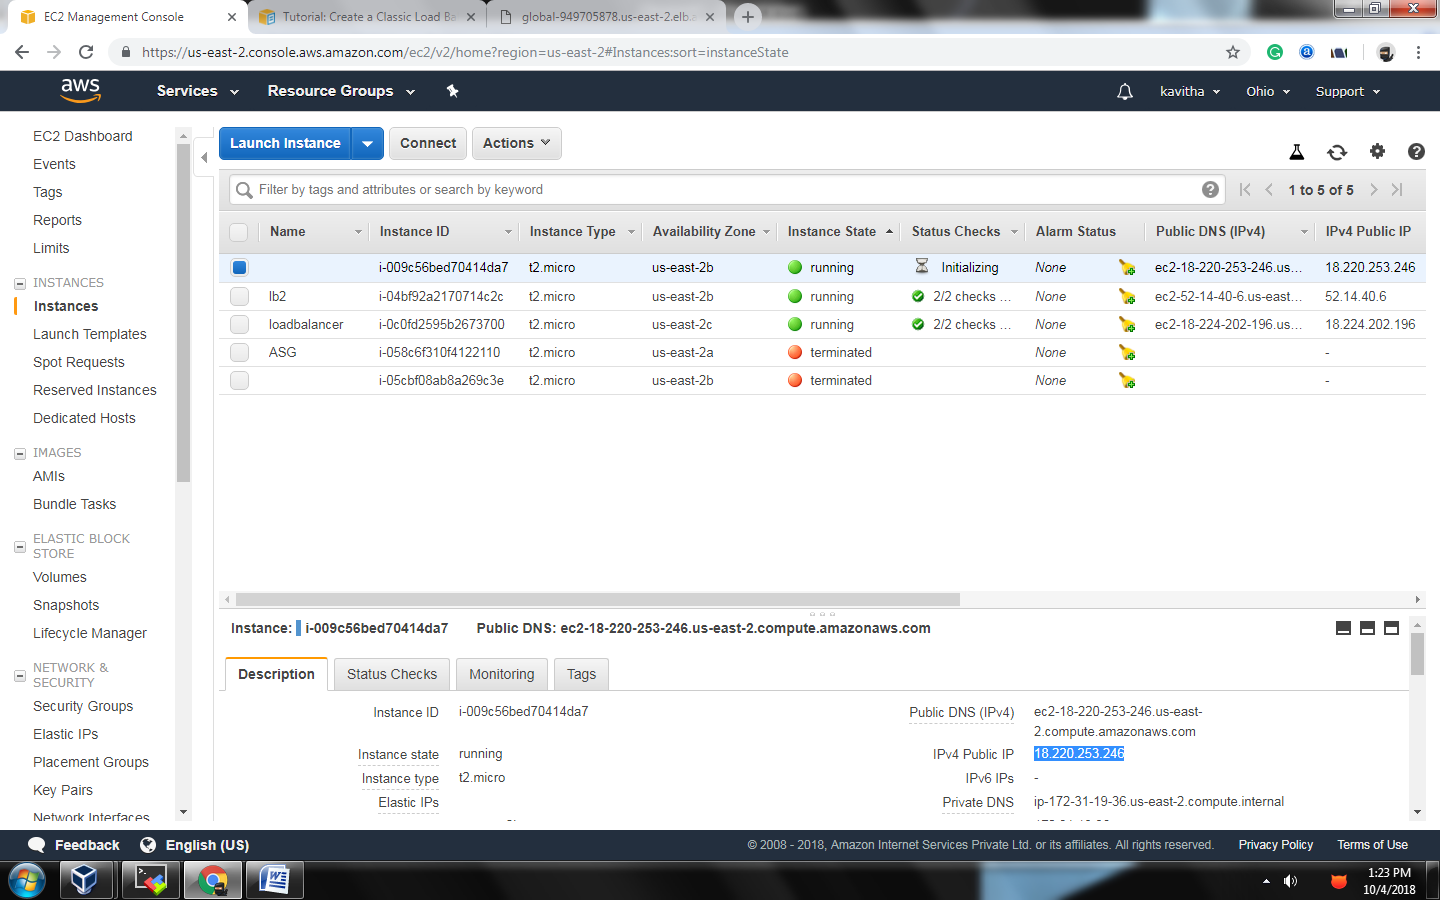 EC2 Management Console
Tutorial: Create a Classic Load Ba
global-949705878.us-east-2.elb.a
https://us-east-2.console.aws.amazon.com/ec2/v2/home?region=us-east-2#Instances:sort=instanceState
aws
Services
Resource Groups
kavitha
Ohio
Support
EC2 Dashboard
Events
Tags
Reports
Limits
INSTANCES
Instances
Launch Templates
Spot Requests
Reserved Instances
Dedicated Hosts
IMAGES
AMIs
Bundle Tasks
ELASTIC BLOCK
STORE
Volumes
Snapshots
Lifecycle Manager
NETWORK &
SECURITY
Security Groups
Elastic IPs
Placement Groups
Key Pairs
Network Interfaces
Launch Instance
Connect
Actions
Filter by tags and attributes or search by keyword
1 to 5 of 5
Name Instance ID Instance Type Availability Zone Instance State Status Checks Alarm Status Public DNS (IPv4) IPv4 Public IP
i-009c56bed70414da7 t2.micro us-east-2b running Initializing None ec2-18-220-253-246.us... 18.220.253.246
lb2 i-04bf92a2170714c2c t2.micro us-east-2b running 2/2 checks ... None ec2-52-14-40-6.us-east... 52.14.40.6
loadbalancer i-0c0fd2595b2673700 t2.micro us-east-2c running 2/2 checks ... None ec2-18-224-202-196.us... 18.224.202.196
ASG i-058c6f310f4122110 t2.micro us-east-2a terminated None -
i-05cbf08ab8a269c3e t2.micro us-east-2b terminated None -
Instance: i-009c56bed70414da7 Public DNS: ec2-18-220-253-246.us-east-2.compute.amazonaws.com
Description Status Checks Monitoring Tags
Instance ID i-009c56bed70414da7
Instance state running
Instance type t2.micro
Elastic IPs
Public DNS (IPv4) ec2-18-220-253-246.us-east-
2.compute.amazonaws.com
IPv4 Public IP 18.220.253.246
IPv6 IPs -
Private DNS ip-172-31-19-36.us-east-2.compute.internal
Feedback
English (US)
© 2008 - 2018, Amazon Internet Services Private Ltd. or its affiliates. All rights reserved.
Privacy Policy
Terms of Use
1:23 PM
10/4/2018